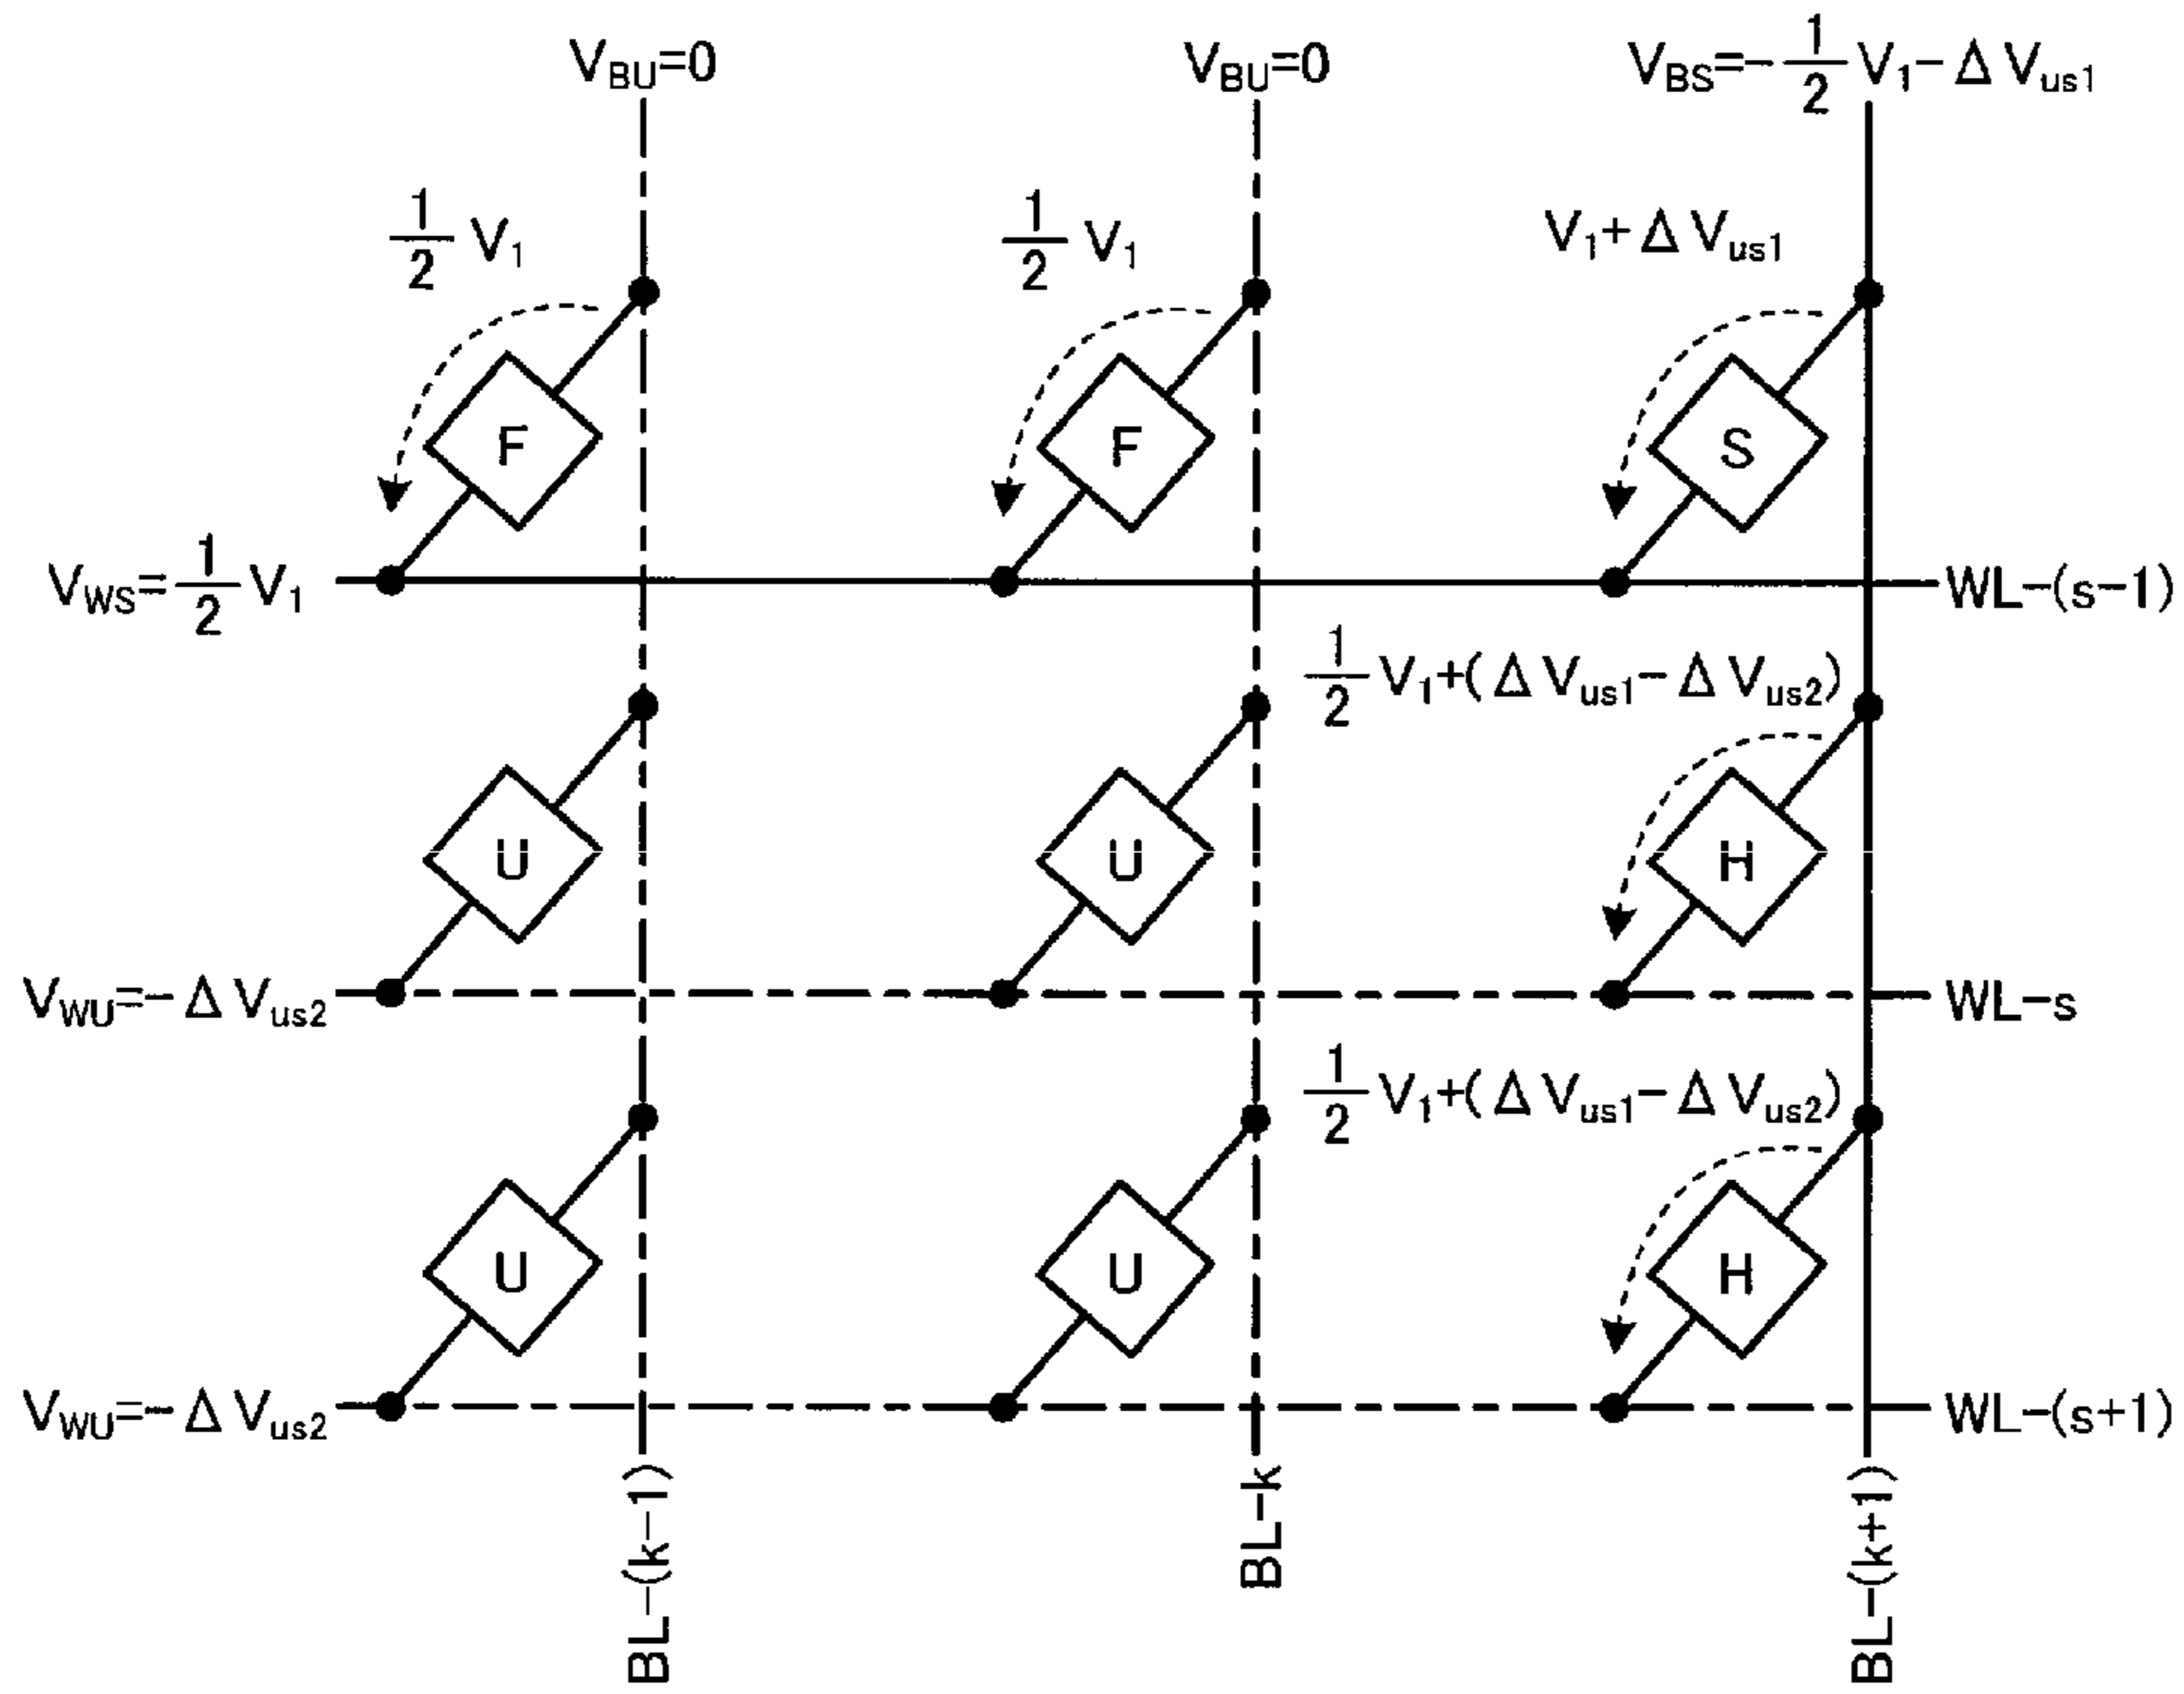 V_BU=0 V_BU=0 V_BS=-1/2 V_1-ΔV_us1
1/2 V_1 1/2 V_1 V_1+ΔV_us1
F F S
V_WS=1/2 V_1 WL-(s-1)
1/2 V_1+(ΔV_us1-ΔV_us2)
U U H
V_WU=-ΔV_us2 WL-s
1/2 V_1+(ΔV_us1-ΔV_us2)
U U H
V_WU=-ΔV_us2 WL-(s+1)
BL-(k-1) BL-k BL-(k+1)